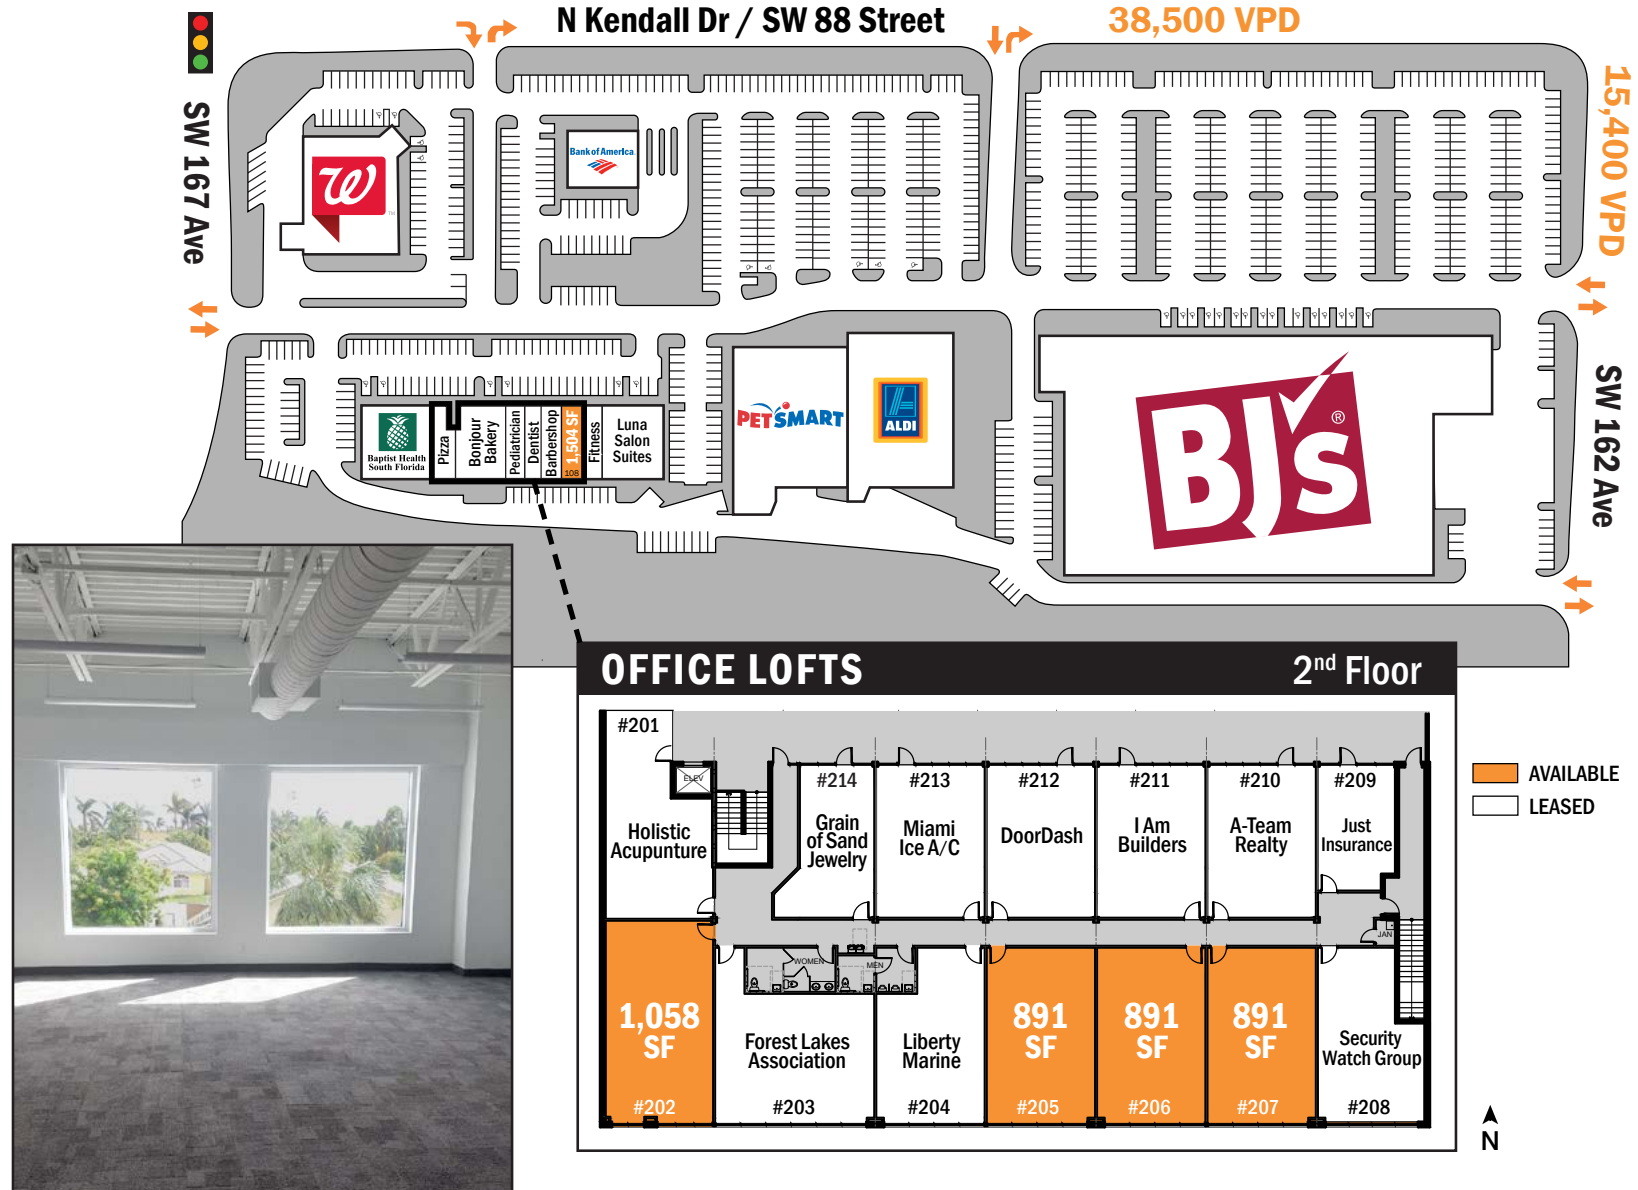 N Kendall Dr / SW 88 Street
38,500 VPD
15,400 VPD
SW 167 Ave
SW 162 Ave
W
TM
Bank of America
Baptist Health
South Florida
Pizza
Bonjour
Bakery
Pediatrician
Dentist
Barbershop
1,504 SF
108
Fitness
Luna
Salon
Suites
PETSMART
ALDI
BJ's
®
OFFICE LOFTS
2nd Floor
#201
ELEV
Holistic
Acupunture
#214
Grain
of Sand
Jewelry
#213
Miami
Ice A/C
#212
DoorDash
#211
I Am
Builders
#210
A-Team
Realty
#209
Just
Insurance
AVAILABLE
LEASED
JAN
WOMEN
MEN
1,058
SF
#202
Forest Lakes
Association
#203
Liberty
Marine
#204
891
SF
#205
891
SF
#206
891
SF
#207
Security
Watch Group
#208
N